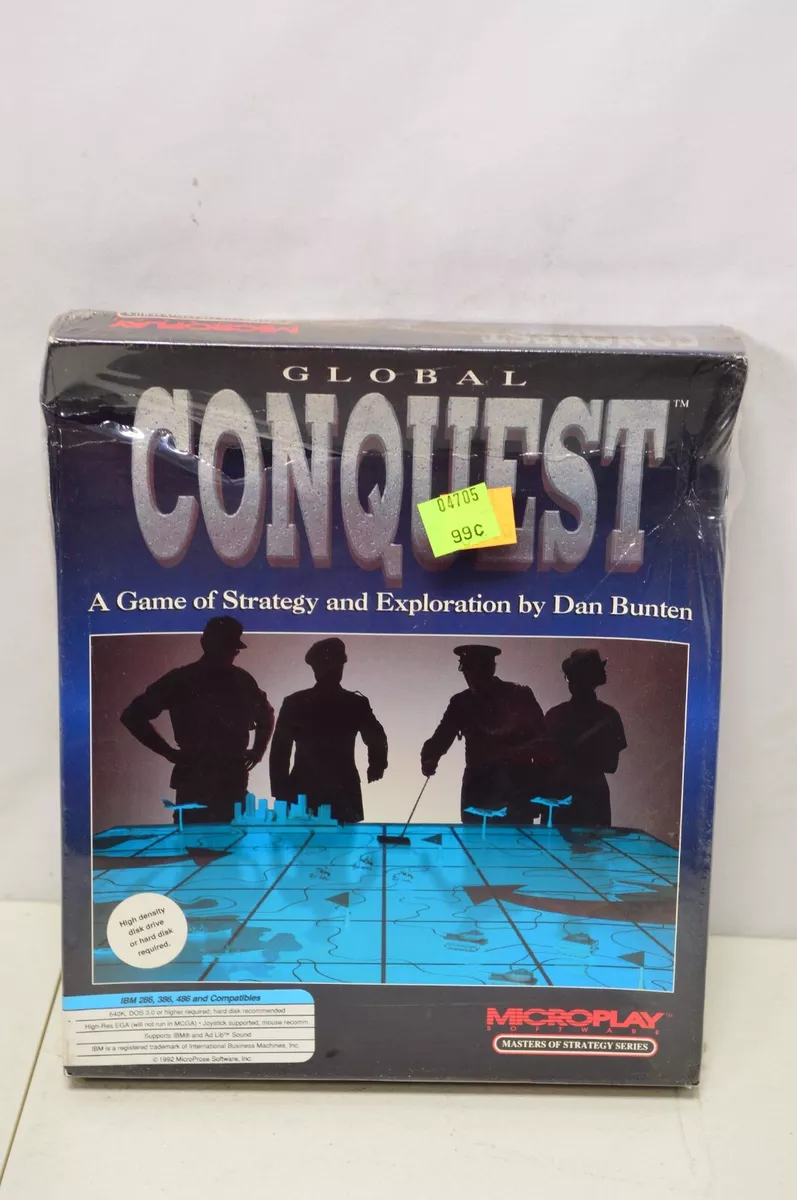 MICROPLAY
CONQUEST
GLOBAL
CONQUEST™
04705
99¢
A Game of Strategy and Exploration by Dan Bunten
High density
disk drive
or hard disk
required.
IBM 286, 386, 486 and Compatibles
640K, DOS 3.0 or higher required; hard disk recommended
High-Res EGA (will not run in MCGA) • Joystick supported, mouse recomm.
Supports IBM® and Ad Lib™ Sound
IBM is a registered trademark of International Business Machines, Inc.
© 1992 MicroProse Software, Inc.
MICROPLAY™
SOFTWARE
MASTERS OF STRATEGY SERIES